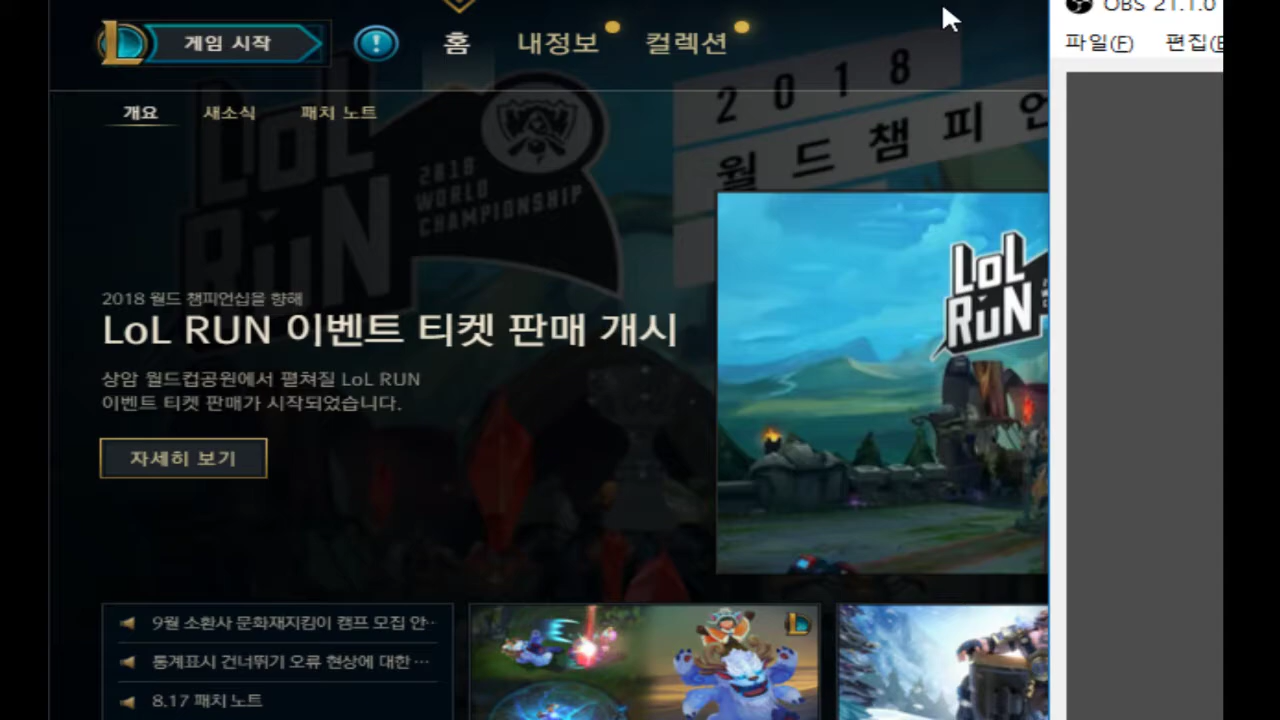 게임 시작
홈
내정보
컬렉션
OBS 21.1.0
파일(F)
편집(E
개요
새소식
패치 노트
LoL
RuN
2018
WORLD
CHAMPIONSHIP
2018
월드챔피언
LoL
RuN
2018 월드 챔피언십을 향해
LoL RUN 이벤트 티켓 판매 개시
상암 월드컵공원에서 펼쳐질 LoL RUN
이벤트 티켓 판매가 시작되었습니다.
자세히 보기
9월 소환사 문화재지킴이 캠프 모집 안…
통계표시 건너뛰기 오류 현상에 대한 …
8.17 패치 노트